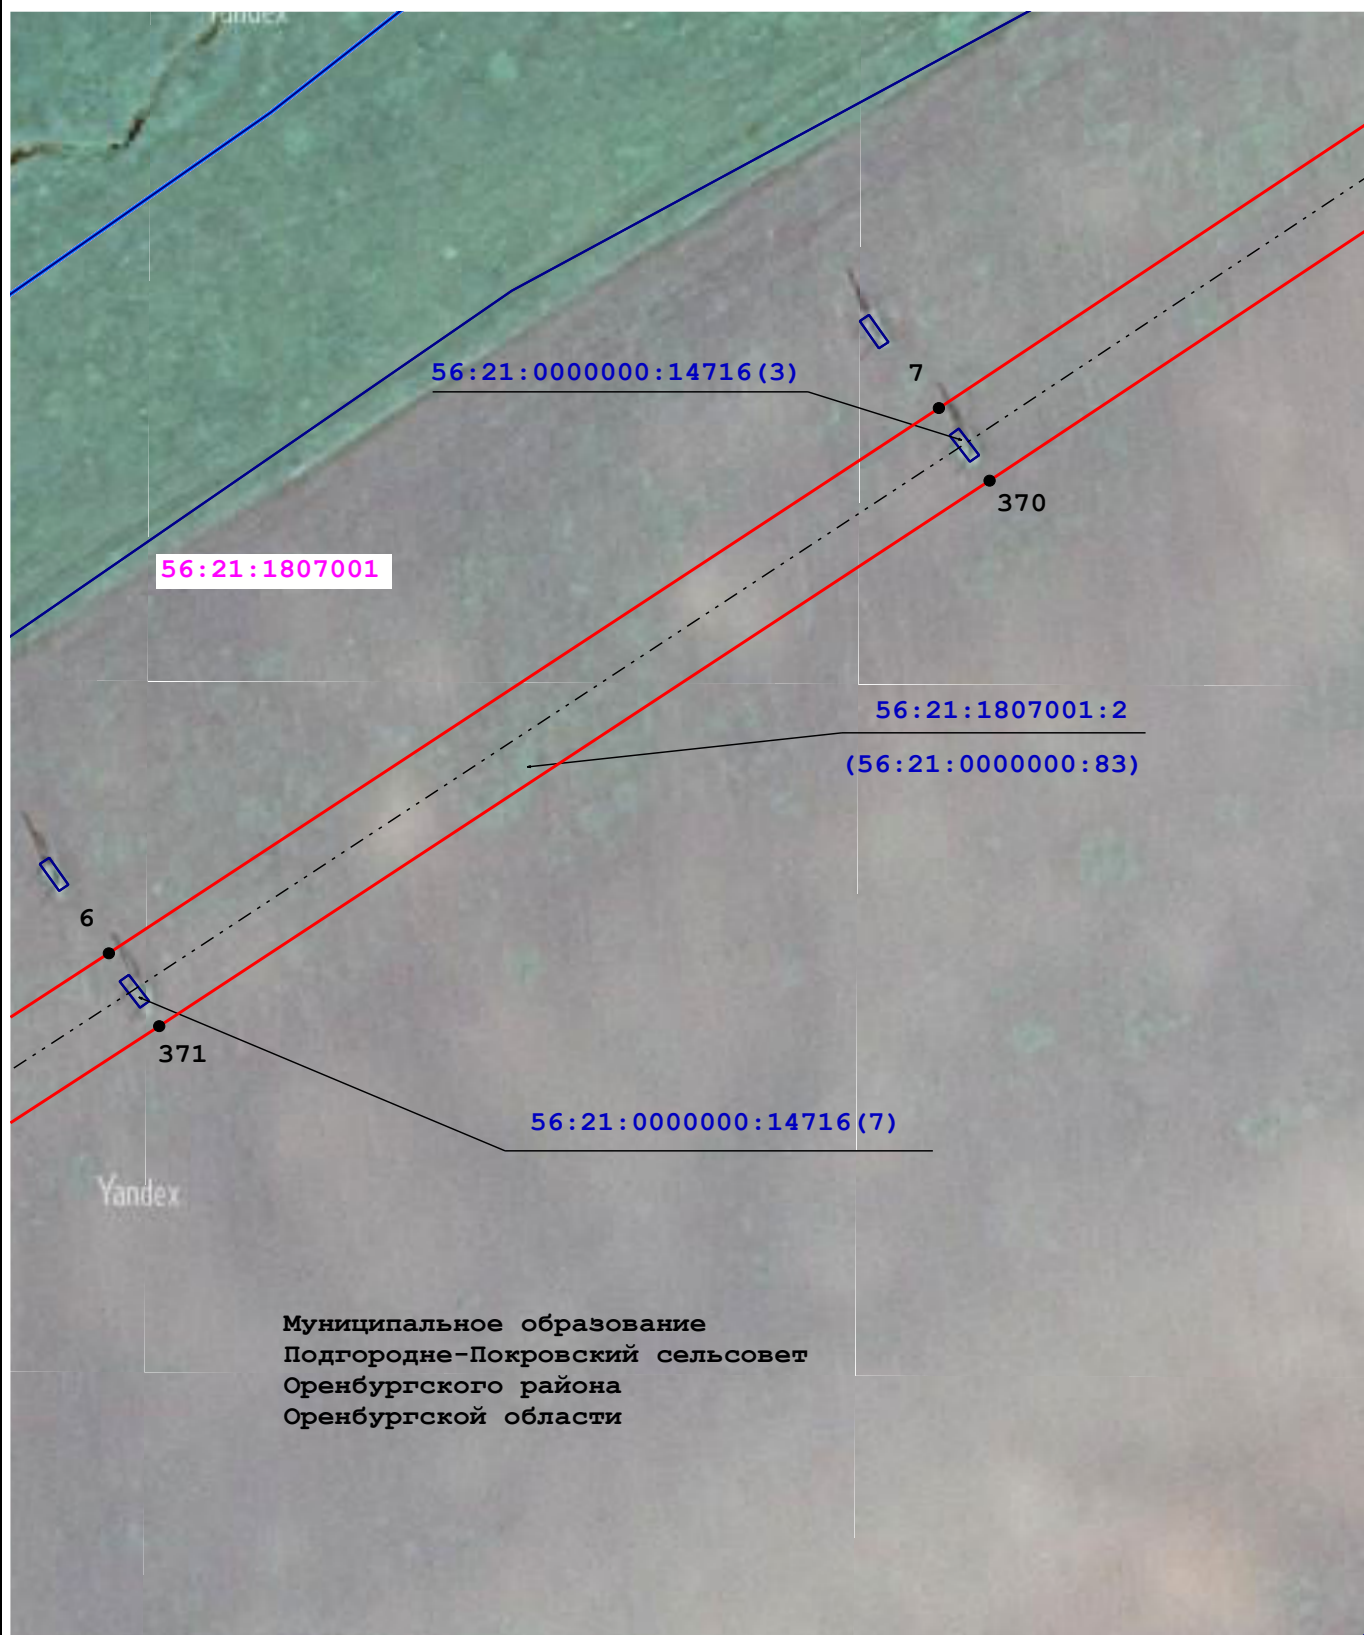 Yandex
56:21:0000000:14716(3)
7
370
56:21:1807001
56:21:1807001:2
(56:21:0000000:83)
6
371
56:21:0000000:14716(7)
Yandex
Муниципальное образование
Подгородне-Покровский сельсовет
Оренбургского района
Оренбургской области